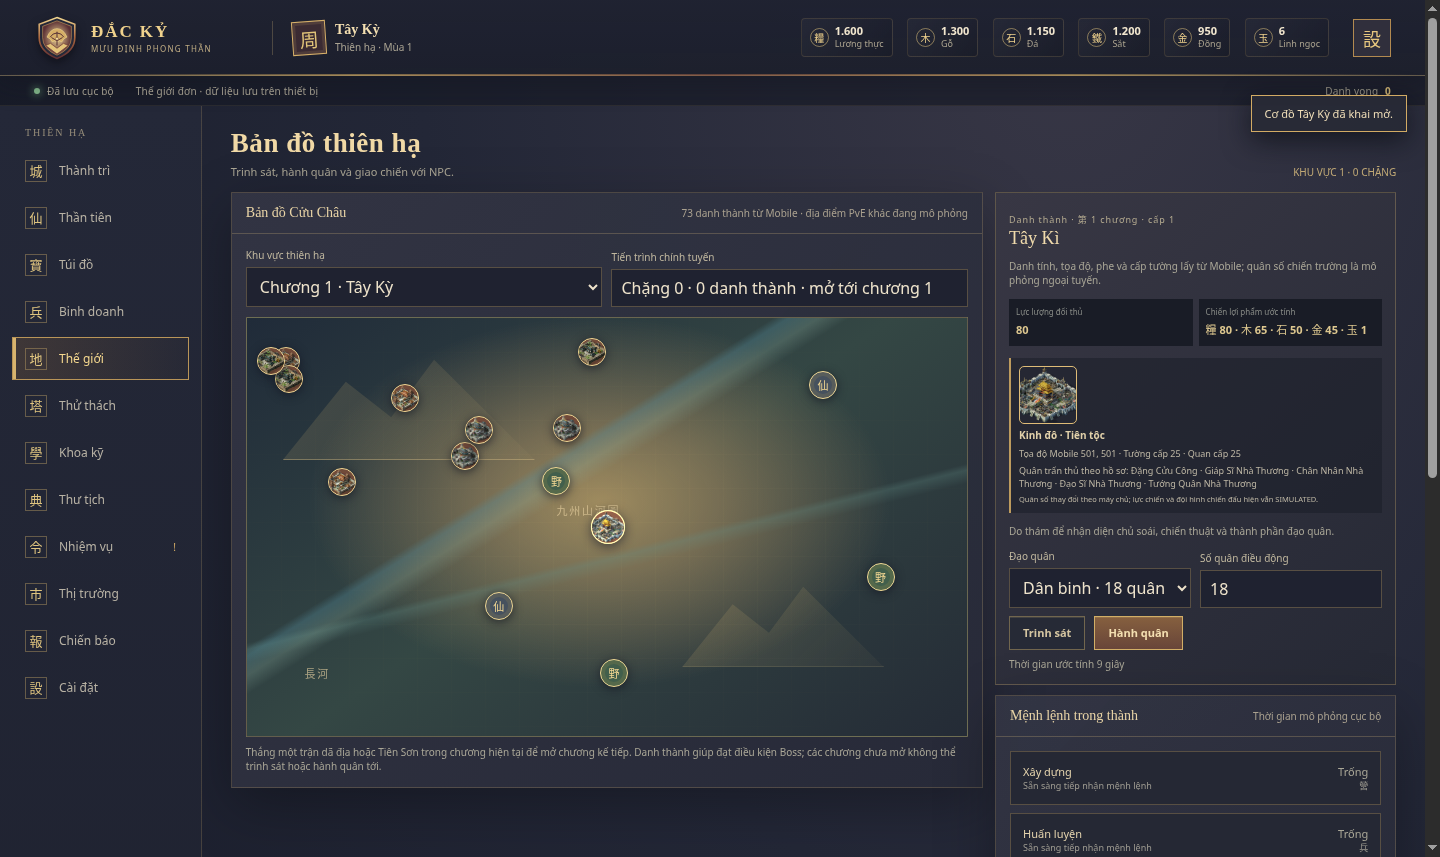 ĐẮC KỶ
MƯU ĐỊNH PHONG THẦN
周
Tây Kỳ
Thiên hạ · Mùa 1
糧 1.600
Lương thực
木 1.300
Gỗ
石 1.150
Đá
鐵 1.200
Sắt
金 950
Đồng
玉 6
Linh ngọc
設
Đã lưu cục bộ
Thế giới đơn · dữ liệu lưu trên thiết bị
Danh vọng 0
Cơ đồ Tây Kỳ đã khai mở.
THIÊN HẠ
城 Thành trì
仙 Thần tiên
寶 Túi đồ
兵 Binh doanh
地 Thế giới
塔 Thử thách
學 Khoa kỹ
典 Thư tịch
令 Nhiệm vụ !
市 Thị trường
報 Chiến báo
設 Cài đặt
Bản đồ thiên hạ
Trinh sát, hành quân và giao chiến với NPC.
KHU VỰC 1 · 0 CHẶNG
Bản đồ Cửu Châu
73 danh thành từ Mobile · địa điểm PvE khác đang mô phỏng
Khu vực thiên hạ
Chương 1 · Tây Kỳ
Tiến trình chính tuyến
Chặng 0 · 0 danh thành · mở tới chương 1
仙
野
九州山河
野
仙
野
長河
Thắng một trận dã địa hoặc Tiên Sơn trong chương hiện tại để mở chương kế tiếp. Danh thành giúp đạt điều kiện Boss; các chương chưa mở không thể
trinh sát hoặc hành quân tới.
Danh thành · 第 1 chương · cấp 1
Tây Kì
Danh tính, tọa độ, phe và cấp tường lấy từ Mobile; quân số chiến trường là mô
phỏng ngoại tuyến.
Lực lượng đối thủ
80
Chiến lợi phẩm ước tính
糧 80 · 木 65 · 石 50 · 金 45 · 玉 1
Kinh đô · Tiên tộc
Tọa độ Mobile 501, 501 · Tường cấp 25 · Quan cấp 25
Quân trấn thủ theo hồ sơ: Đặng Cửu Công · Giáp Sĩ Nhà Thương · Chân Nhân Nhà
Thương · Đạo Sĩ Nhà Thương · Tướng Quân Nhà Thương
Quân số thay đổi theo máy chủ; lực chiến và đội hình chiến đấu hiện vẫn SIMULATED.
Do thám để nhận diện chủ soái, chiến thuật và thành phần đạo quân.
Đạo quân
Dân binh · 18 quân
Số quân điều động
18
Trinh sát
Hành quân
Thời gian ước tính 9 giây
Mệnh lệnh trong thành
Thời gian mô phỏng cục bộ
Xây dựng
Sẵn sàng tiếp nhận mệnh lệnh
Trống
營
Huấn luyện
Sẵn sàng tiếp nhận mệnh lệnh
Trống
兵